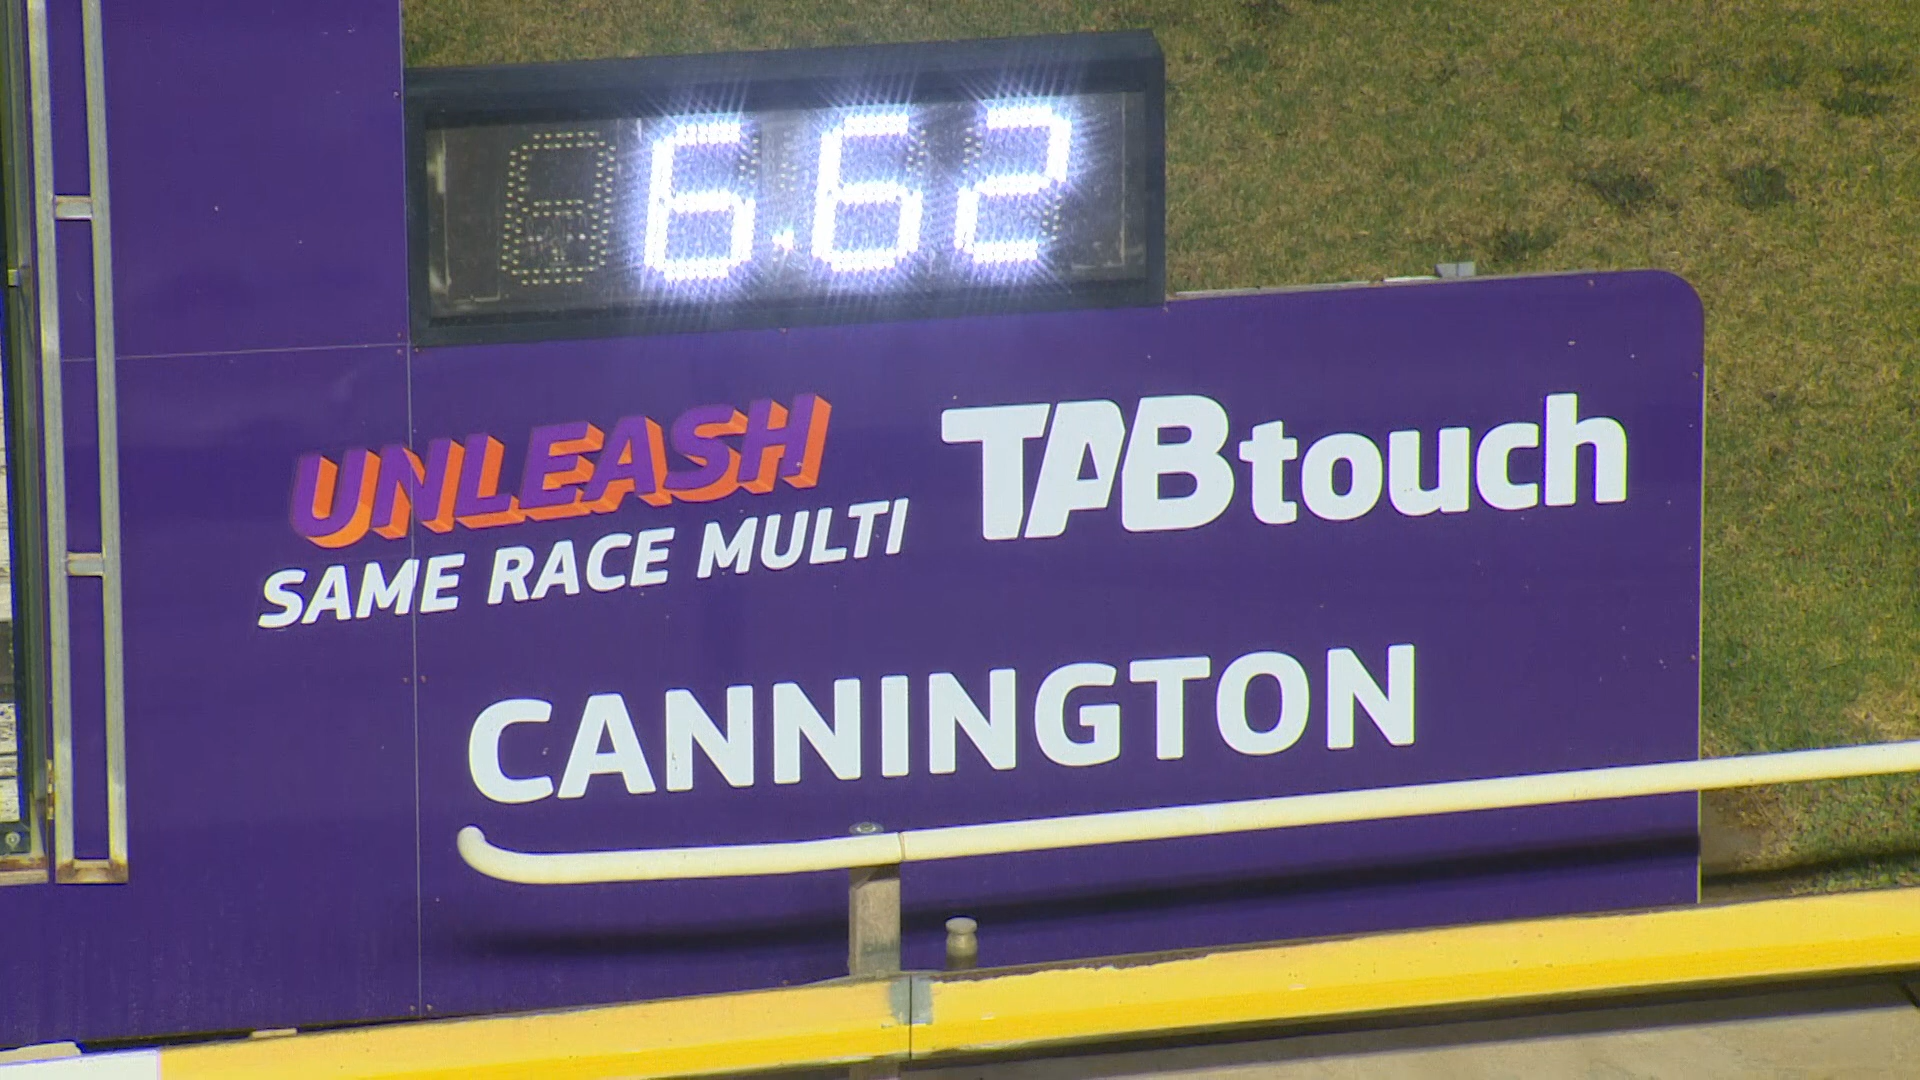 6.62
UNLEASH
SAME RACE MULTI
TABtouch
CANNINGTON